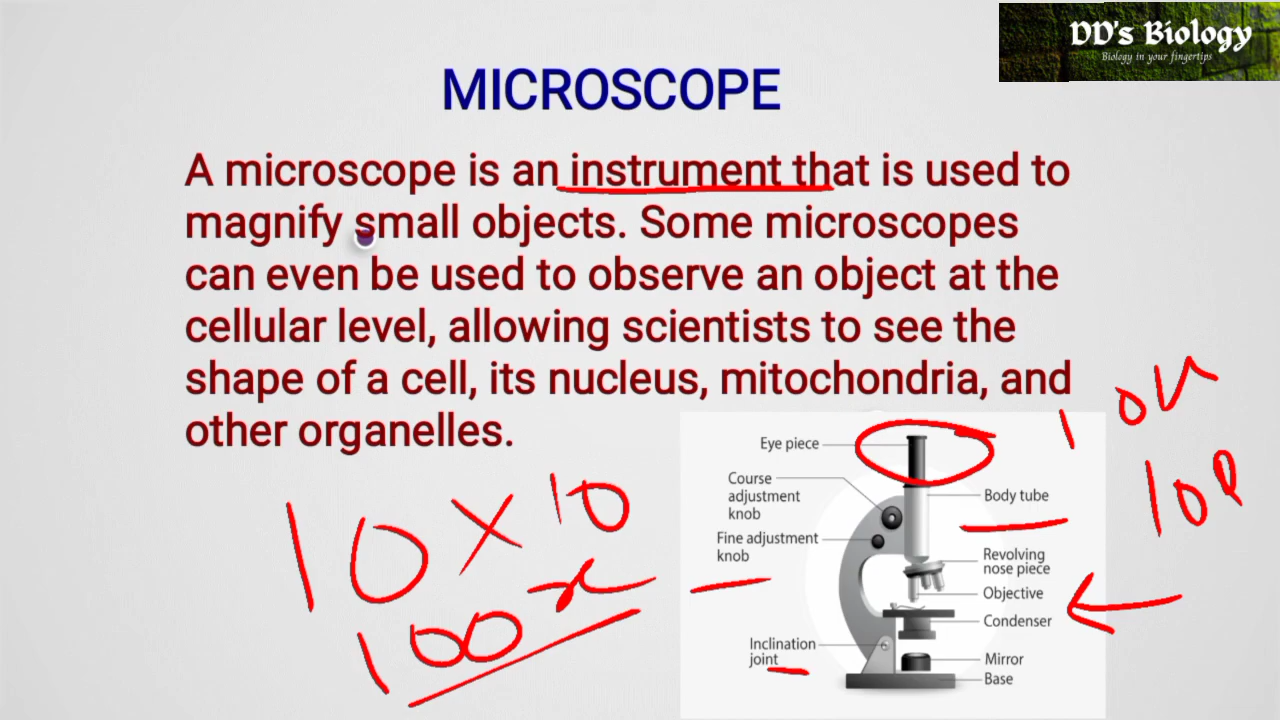 DD's Biology
Biology in your fingertips
MICROSCOPE
A microscope is an instrument that is used to
magnify small objects. Some microscopes
can even be used to observe an object at the
cellular level, allowing scientists to see the
shape of a cell, its nucleus, mitochondria, and
other organelles.
10 X 10
100 x
Eye piece
Course
adjustment
knob
Fine adjustment
knob
Inclination
joint
Body tube
Revolving
nose piece
Objective
Condenser
Mirror
Base